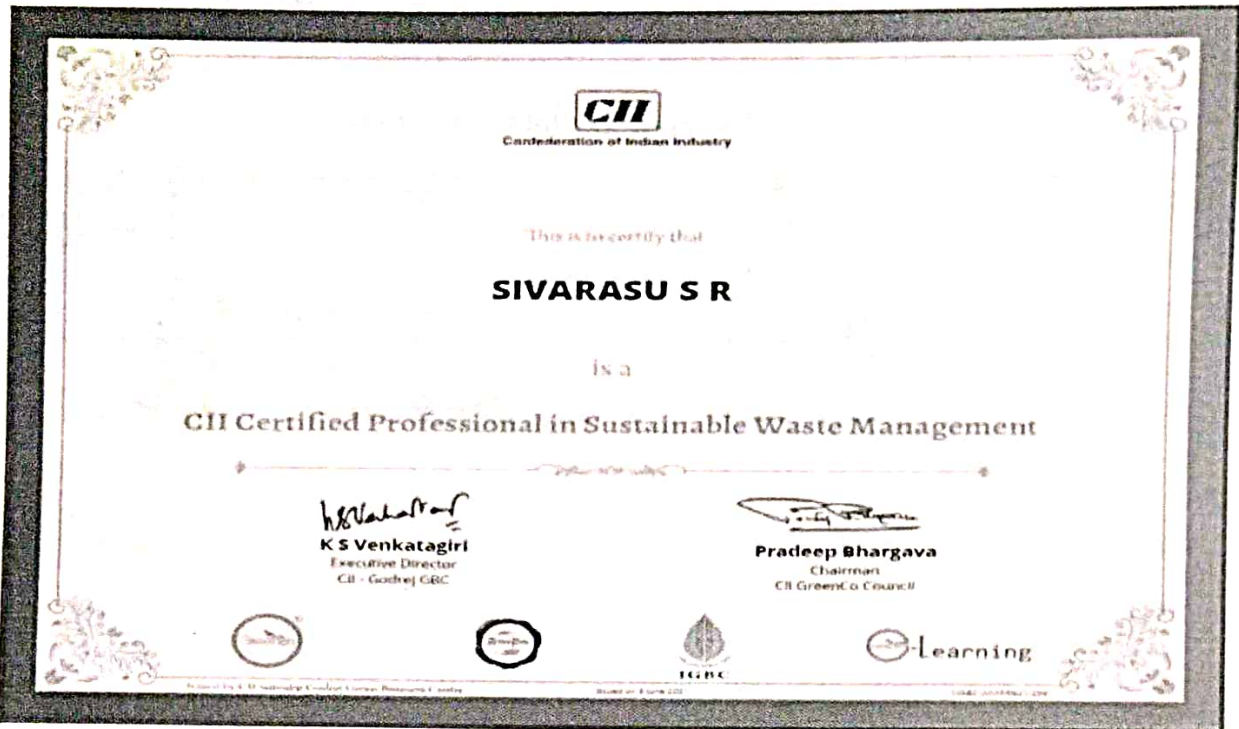 CII
Confederation of Indian Industry
This is to certify that
SIVARASU S R
is a
CII Certified Professional in Sustainable Waste Management
K S Venkatagiri
Executive Director
CII - Godrej GBC
Pradeep Bhargava
Chairman
CII GreenCo Council
IGBC
-Learning